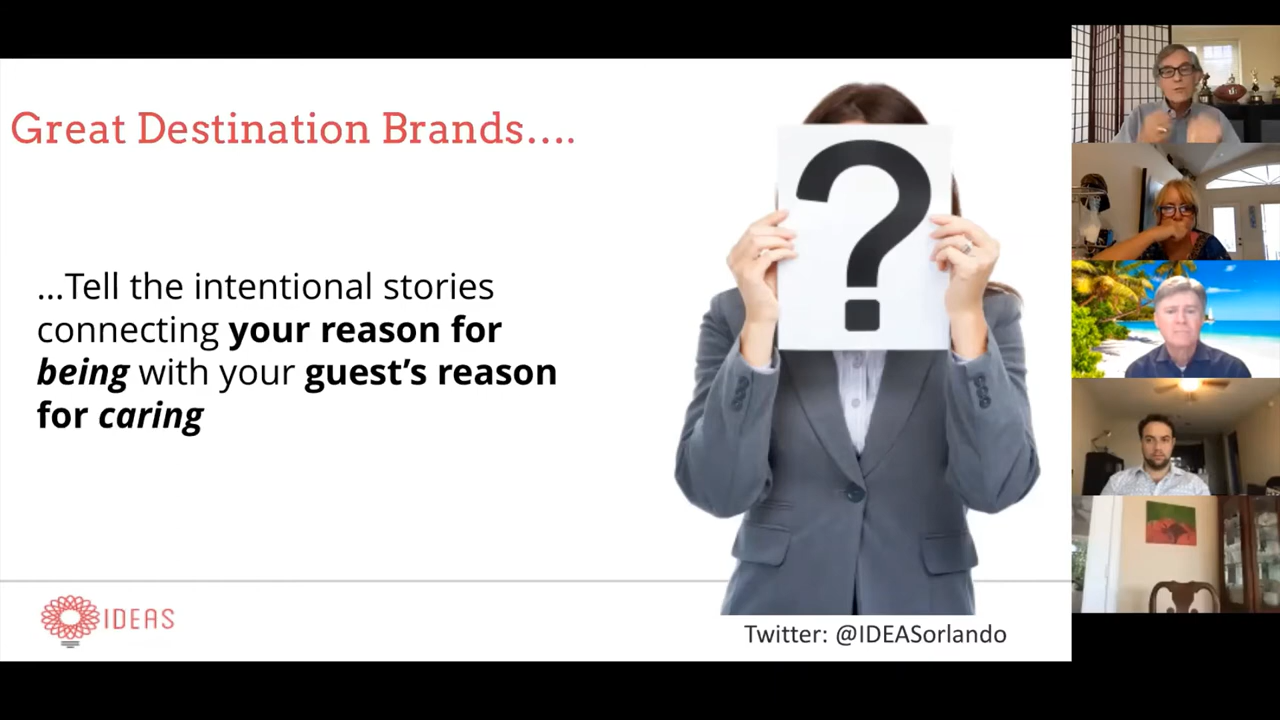 Great Destination Brands....
...Tell the intentional stories
connecting your reason for
being with your guest's reason
for caring
?
IDEAS
Twitter: @IDEASorlando